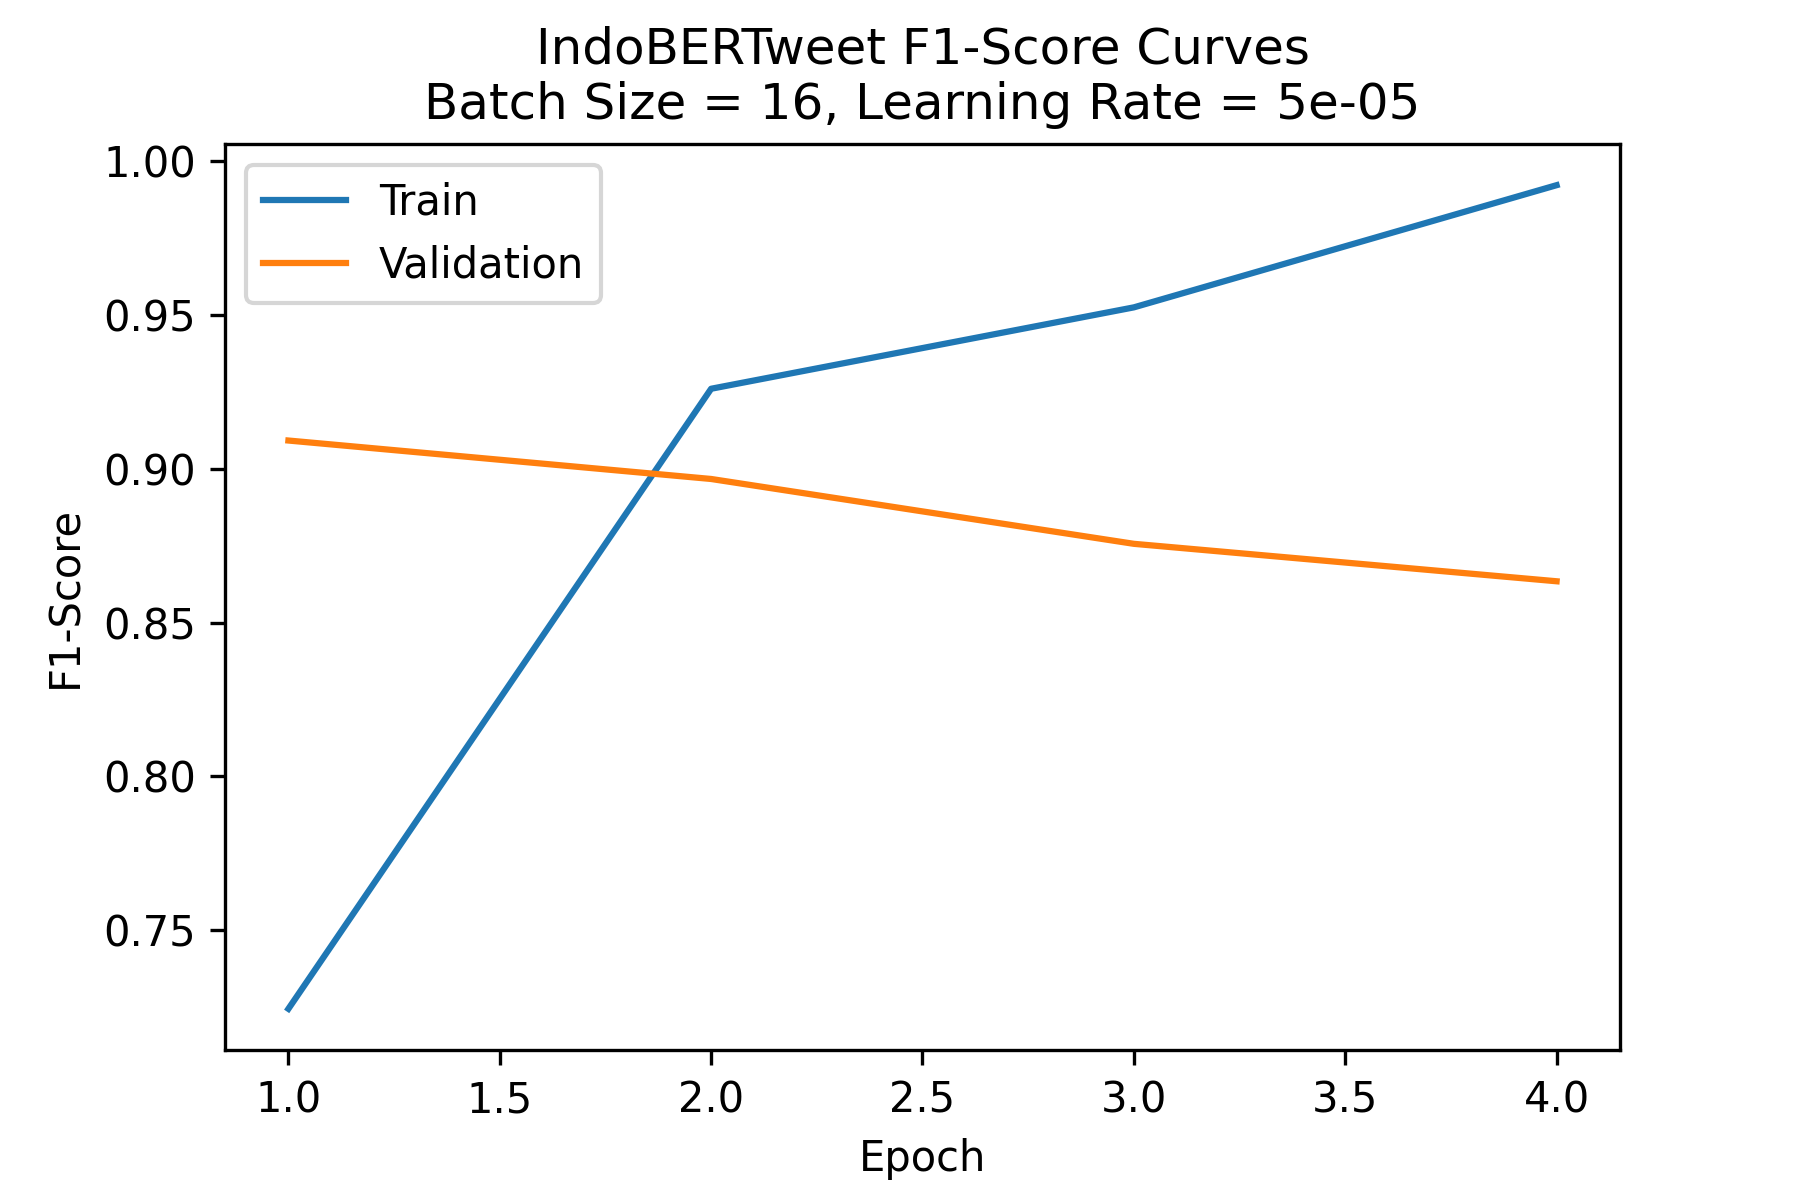 IndoBERTweet F1-Score Curves
Batch Size = 16, Learning Rate = 5e-05
Train
Validation
1.00
0.95
0.90
0.85
0.80
0.75
F1-Score
1.0 1.5 2.0 2.5 3.0 3.5 4.0
Epoch